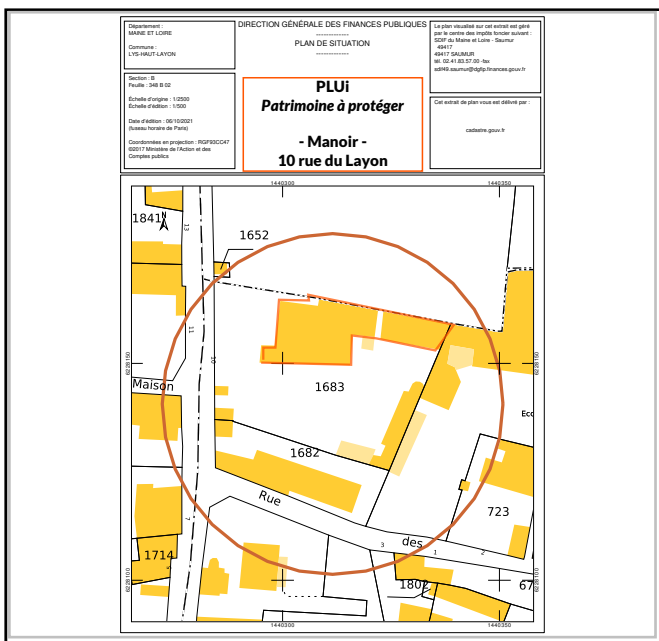 Département :
MAINE ET LOIRE
Commune :
LYS-HAUT-LAYON
DIRECTION GÉNÉRALE DES FINANCES PUBLIQUES
-------------
PLAN DE SITUATION
-------------
Le plan visualisé sur cet extrait est géré
par le centre des impôts foncier suivant :
SDIF du Maine et Loire - Saumur
49417
49417 SAUMUR
tél. 02.41.83.57.00 -fax
sdif49.saumur@dgfip.finances.gouv.fr
Section : B
Feuille : 348 B 02
Échelle d'origine : 1/2500
Échelle d'édition : 1/500
Date d'édition : 06/10/2021
(fuseau horaire de Paris)
Coordonnées en projection : RGF93CC47
©2017 Ministère de l'Action et des
Comptes publics
PLUi
Patrimoine à protéger
- Manoir -
10 rue du Layon
Cet extrait de plan vous est délivré par :
cadastre.gouv.fr
1440300
1440350
1841
N
13
1652
11
10
6228150
6228150
1683
Maison
Eco
1682
Rue
des
723
7
3
1
2
1714
5
1802
67
6228100
6228100
1440300
1440350